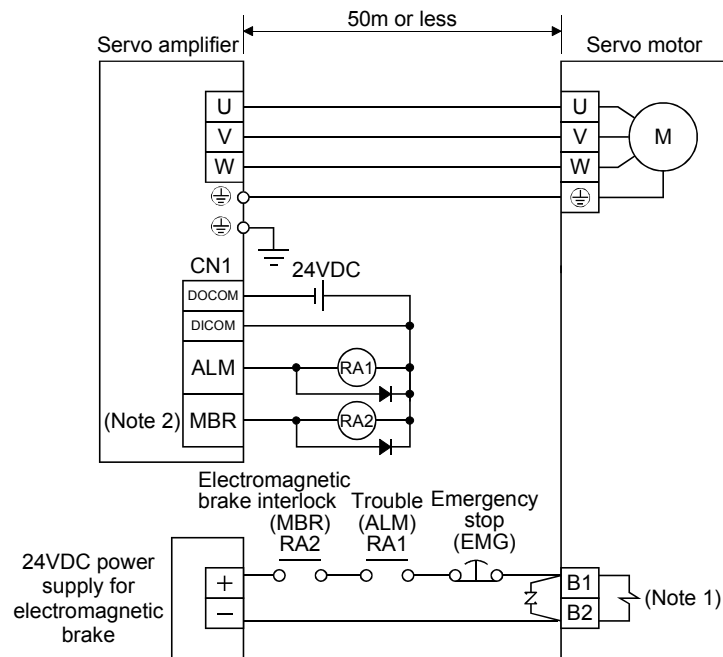 50m or less
Servo amplifier
Servo motor
U
U
V
V
M
W
W
CN1
24VDC
DOCOM
DICOM
ALM
RA1
(Note 2)
MBR
RA2
Electromagnetic
brake interlock
(MBR)
RA2
Trouble
(ALM)
RA1
Emergency
stop
(EMG)
24VDC power
supply for
electromagnetic
brake
+
−
B1
B2
(Note 1)